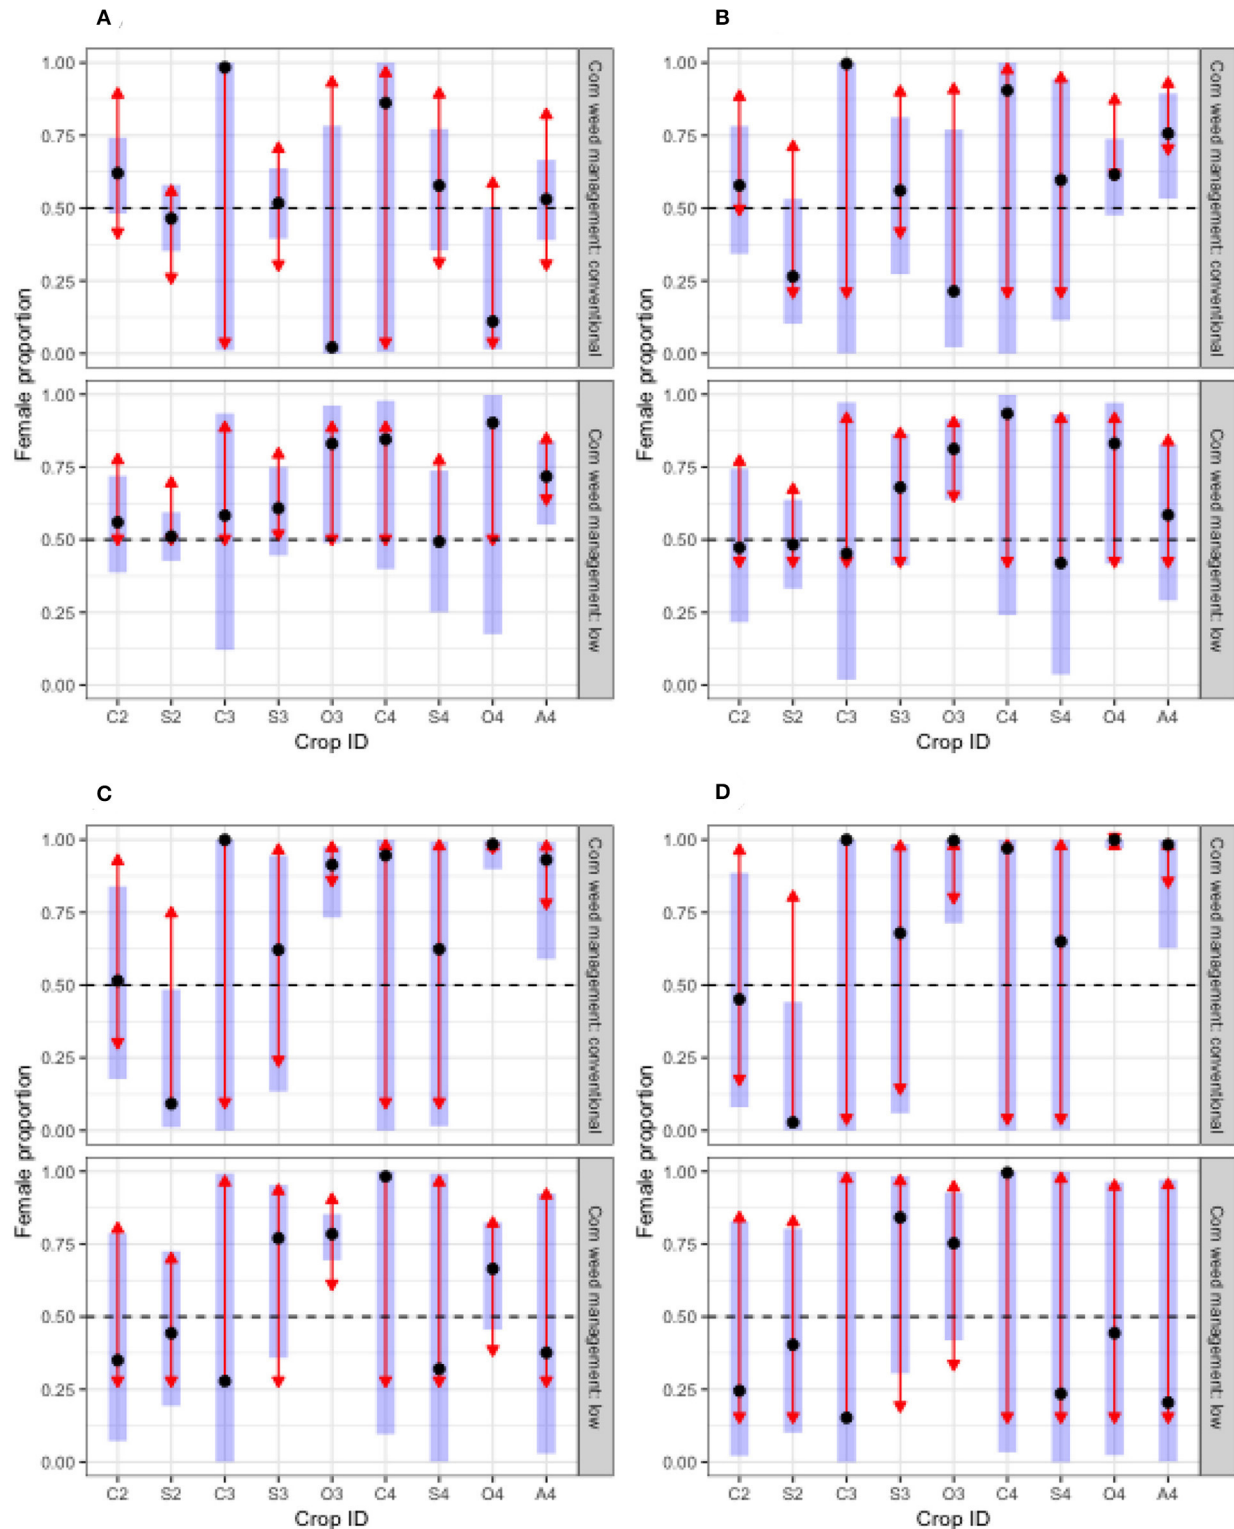 A
Female proportion
1.00
0.75
0.50
0.25
0.00
Corn weed management: conventional
1.00
0.75
0.50
0.25
0.00
Corn weed management: low
C2 S2 C3 S3 O3 C4 S4 O4 A4
Crop ID
B
Female proportion
1.00
0.75
0.50
0.25
0.00
Corn weed management: conventional
1.00
0.75
0.50
0.25
0.00
Corn weed management: low
C2 S2 C3 S3 O3 C4 S4 O4 A4
Crop ID
C
Female proportion
1.00
0.75
0.50
0.25
0.00
Corn weed management: conventional
1.00
0.75
0.50
0.25
0.00
Corn weed management: low
C2 S2 C3 S3 O3 C4 S4 O4 A4
Crop ID
D
Female proportion
1.00
0.75
0.50
0.25
0.00
Corn weed management: conventional
1.00
0.75
0.50
0.25
0.00
Corn weed management: low
C2 S2 C3 S3 O3 C4 S4 O4 A4
Crop ID